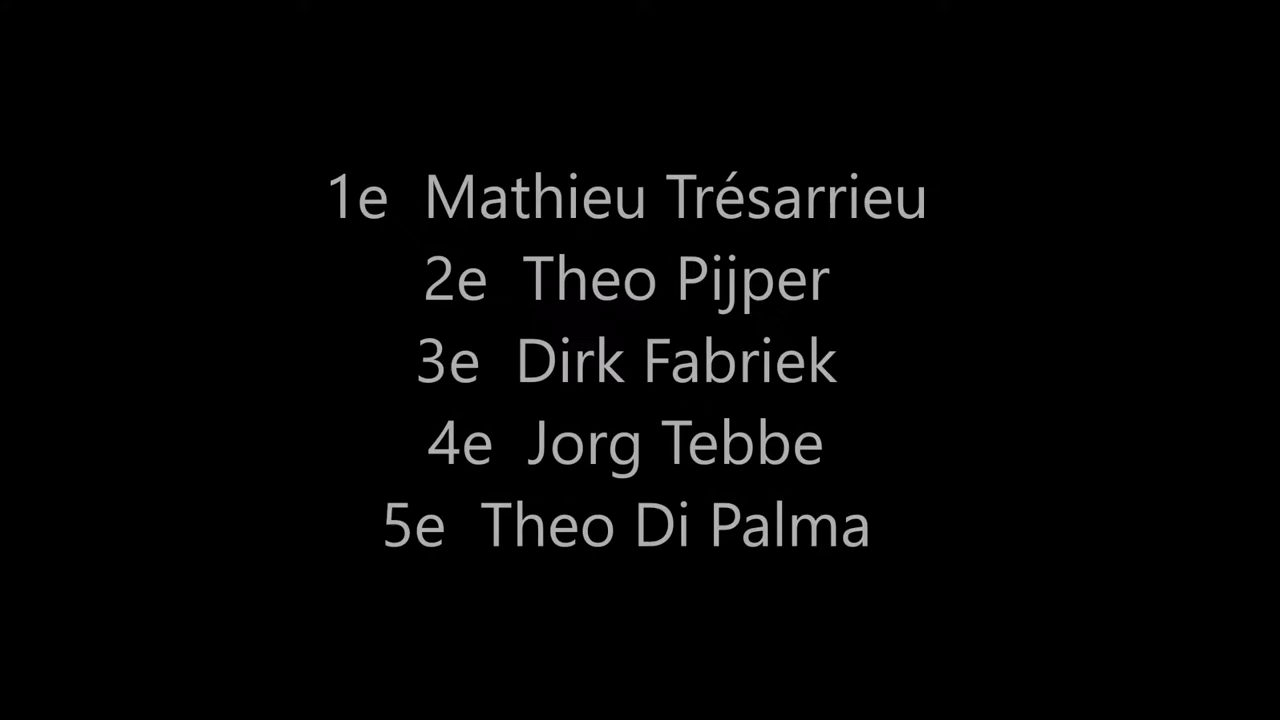 1e  Mathieu Trésarrieu
2e  Theo Pijper
3e  Dirk Fabriek
4e  Jorg Tebbe
5e  Theo Di Palma